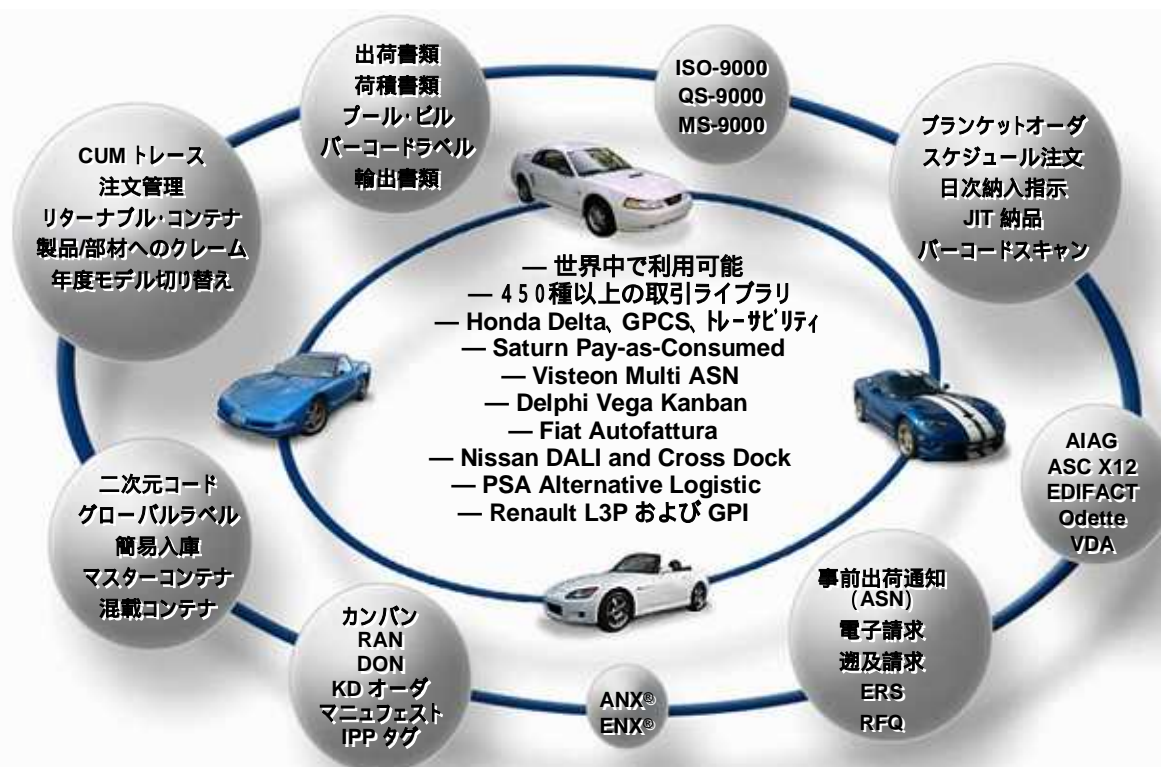 出荷書類
荷積書類
プール・ビル
バーコードラベル
輸出書類
ISO-9000
QS-9000
MS-9000
ブランケットオーダ
スケジュール注文
日次納入指示
JIT 納品
バーコードスキャン
CUM トレース
注文管理
リターナブル・コンテナ
製品/部材へのクレーム
年度モデル切り替え
— 世界中で利用可能
— 450種以上の取引ライブラリ
— Honda Delta、GPCS、トレーサビリティ
— Saturn Pay-as-Consumed
— Visteon Multi ASN
— Delphi Vega Kanban
— Fiat Autofattura
— Nissan DALI and Cross Dock
— PSA Alternative Logistic
— Renault L3P および GPI
AIAG
ASC X12
EDIFACT
Odette
VDA
二次元コード
グローバルラベル
簡易入庫
マスターコンテナ
混載コンテナ
カンバン
RAN
DON
KD オーダ
マニュフェスト
IPP タグ
ANX®
ENX®
事前出荷通知
(ASN)
電子請求
遡及請求
ERS
RFQ